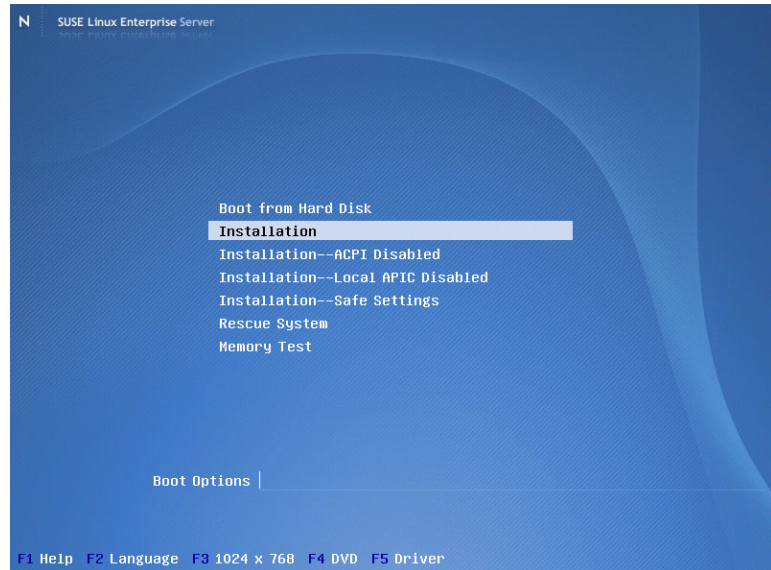 N SUSE Linux Enterprise Server
Boot from Hard Disk
Installation
Installation--ACPI Disabled
Installation--Local APIC Disabled
Installation--Safe Settings
Rescue System
Memory Test
Boot Options
F1 Help F2 Language F3 1024 x 768 F4 DVD F5 Driver